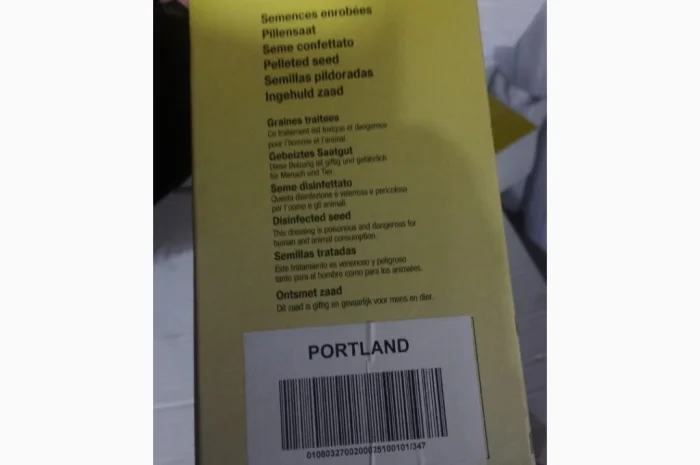 Semences enrobées
Pillensaat
Seme confettato
Pelleted seed
Semillas pildoradas
Ingehuld zaad
Graines traitees
Ce traitement est toxique et dangereux
pour l'homme et l'animal
Gebeiztes Saatgut
Diese Beizung ist giftig und gefährlich
für Mensch und Tier
Seme disinfettato
Questa disinfezione e velenosa e pericolosa
per l'uomo e gli animali
Disinfected seed
This dressing is poisonous and dangerous for
human and animal consumption.
Semillas tratadas
Este tratamiento es venenoso y peligroso
tanto para el hombre como para los animales.
Ontsmet zaad
Dit zaad is giftig en gevaarlijk voor mens en dier.
PORTLAND
0108032700200025100101/347